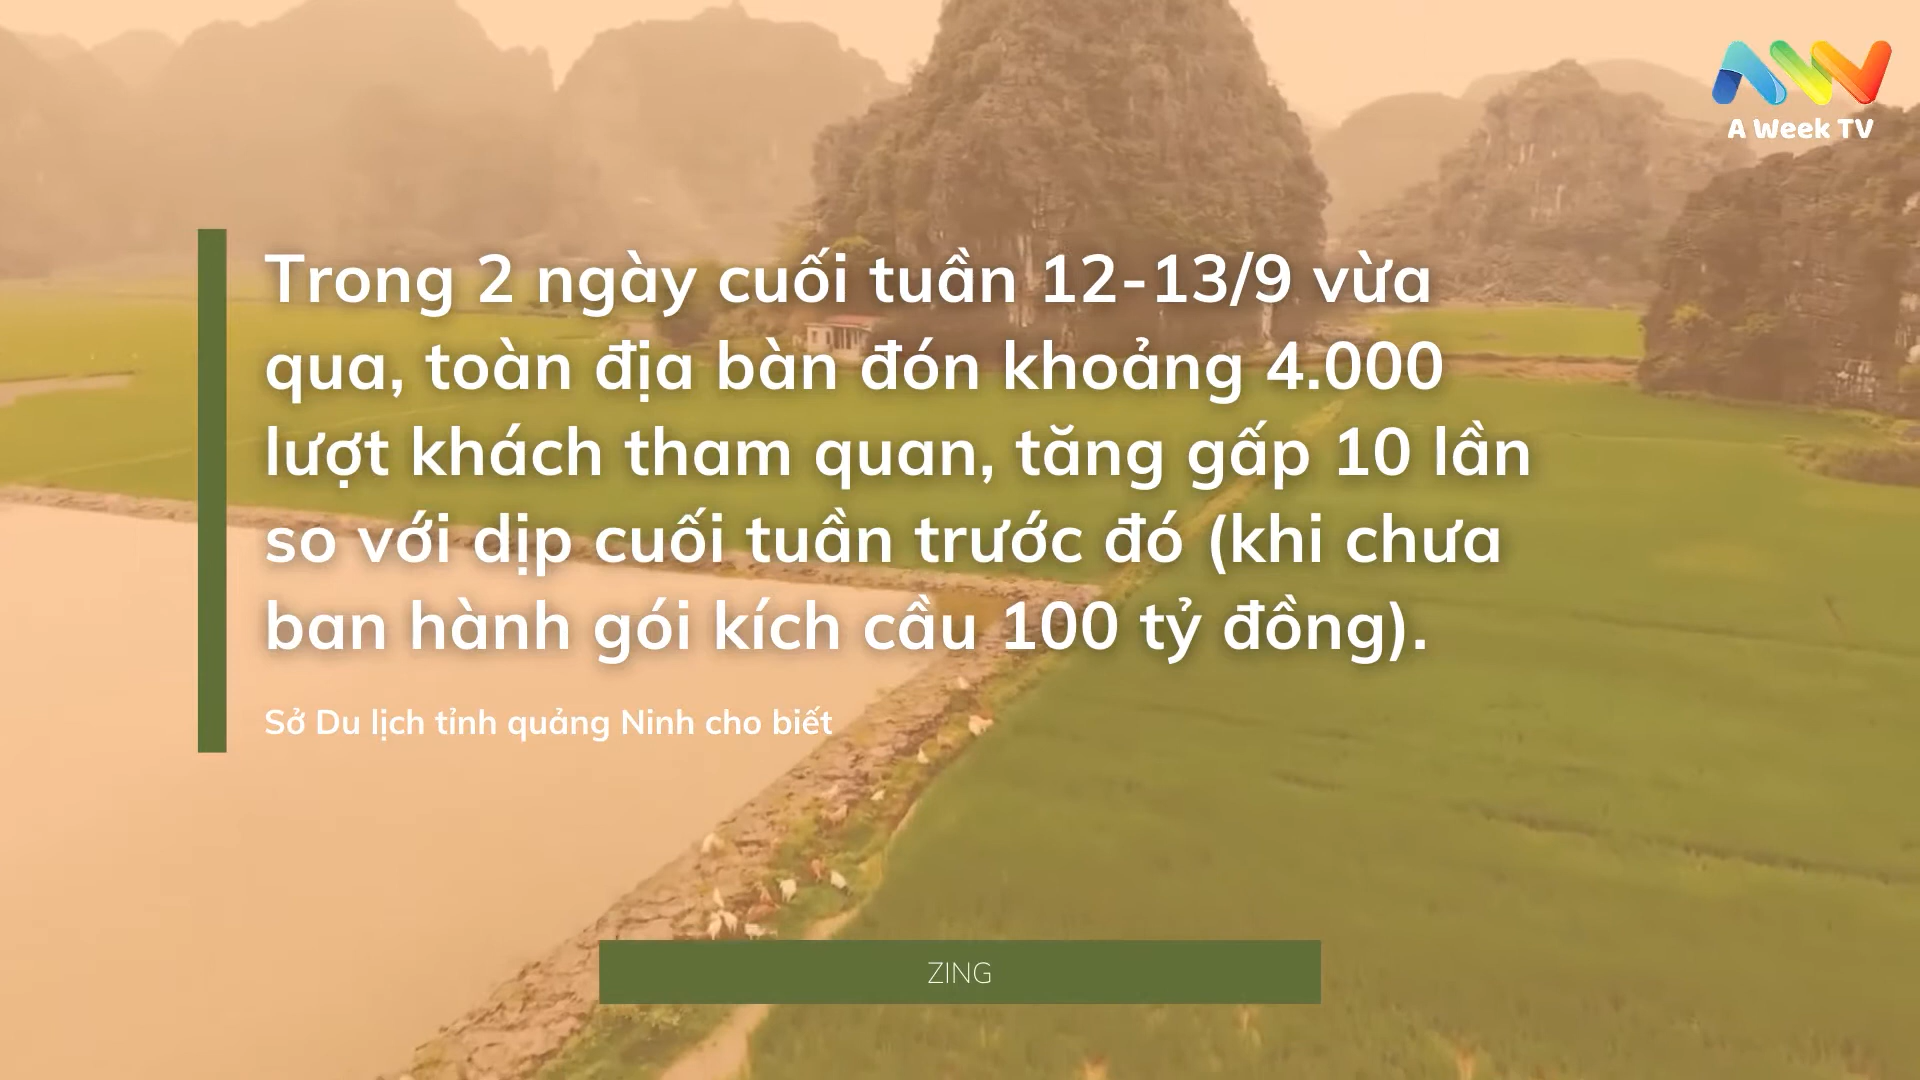 A Week TV
Trong 2 ngày cuối tuần 12-13/9 vừa
qua, toàn địa bàn đón khoảng 4.000
lượt khách tham quan, tăng gấp 10 lần
so với dịp cuối tuần trước đó (khi chưa
ban hành gói kích cầu 100 tỷ đồng).
Sở Du lịch tỉnh quảng Ninh cho biết
ZING